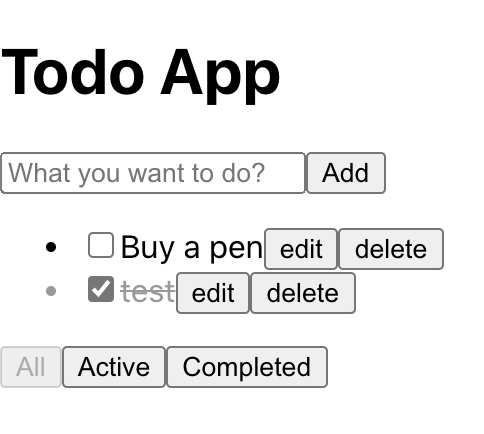 Todo App
What you want to do? Add
Buy a pen edit delete
test edit delete
All Active Completed